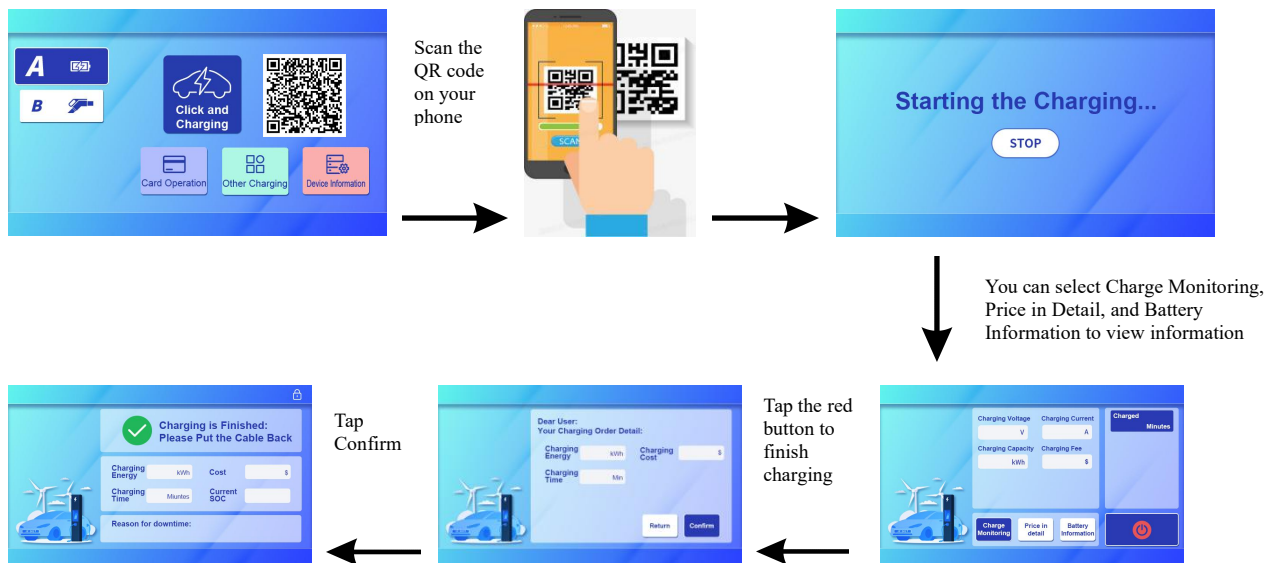 A
B
Click and
Charging
Card Operation
Other Charging
Device Information
Scan the
QR code
on your
phone
SCAN
Starting the Charging...
STOP
You can select Charge Monitoring,
Price in Detail, and Battery
Information to view information
Charging is Finished:
Please Put the Cable Back
Charging
Energy
kWh
Cost
$
Charging
Time
Miuntes
Current
SOC
Reason for downtime:
Tap
Confirm
Dear User:
Your Charging Order Detail:
Charging
Energy
kWh
Charging
Cost
$
Charging
Time
Min
Return
Confirm
Tap the red
button to
finish
charging
Charging Voltage
Charging Current
V
A
Charging Capacity
Charging Fee
kWh
$
Charged
Minutes
Charge
Monitoring
Price in
detail
Battery
Information